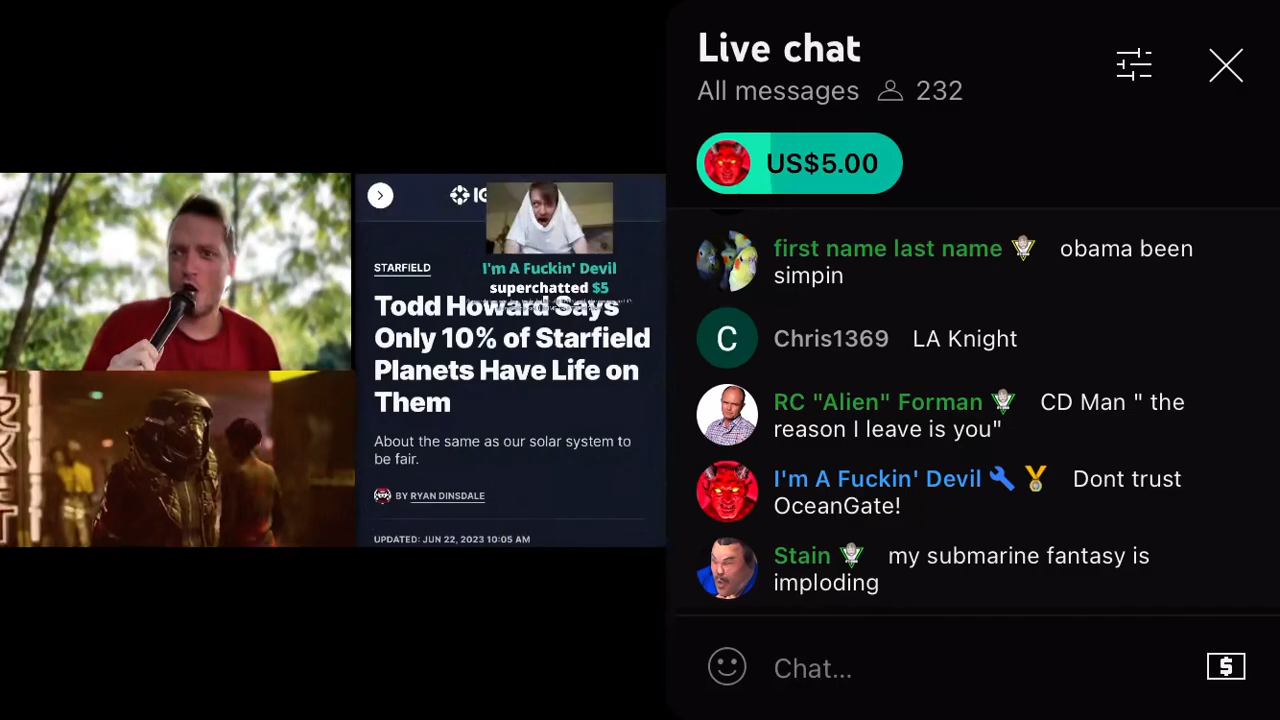 Live chat
All messages 232
US$5.00
IG
I'm A Fuckin' Devil
superchatted $5
STARFIELD
Todd Howard Says
Only 10% of Starfield
Planets Have Life on
Them
About the same as our solar system to
be fair.
BY RYAN DINSDALE
UPDATED: JUN 22, 2023 10:05 AM
first name last name obama been
simpin
C Chris1369 LA Knight
RC "Alien" Forman CD Man " the
reason I leave is you"
I'm A Fuckin' Devil Dont trust
OceanGate!
Stain my submarine fantasy is
imploding
Chat...
$